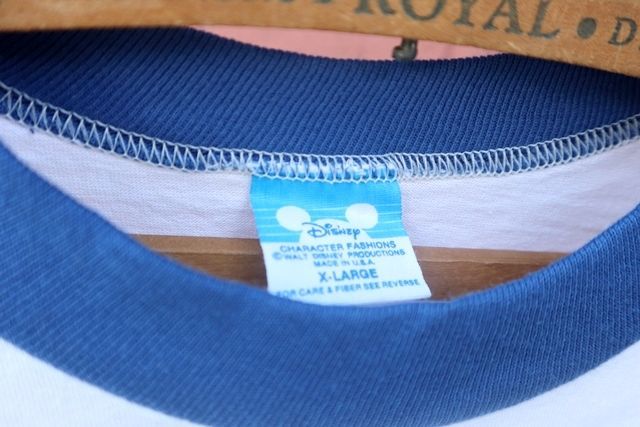 ROYAL • D
Disney
CHARACTER FASHIONS
©WALT DISNEY PRODUCTIONS
MADE IN U.S.A.
X-LARGE
FOR CARE & FIBER SEE REVERSE